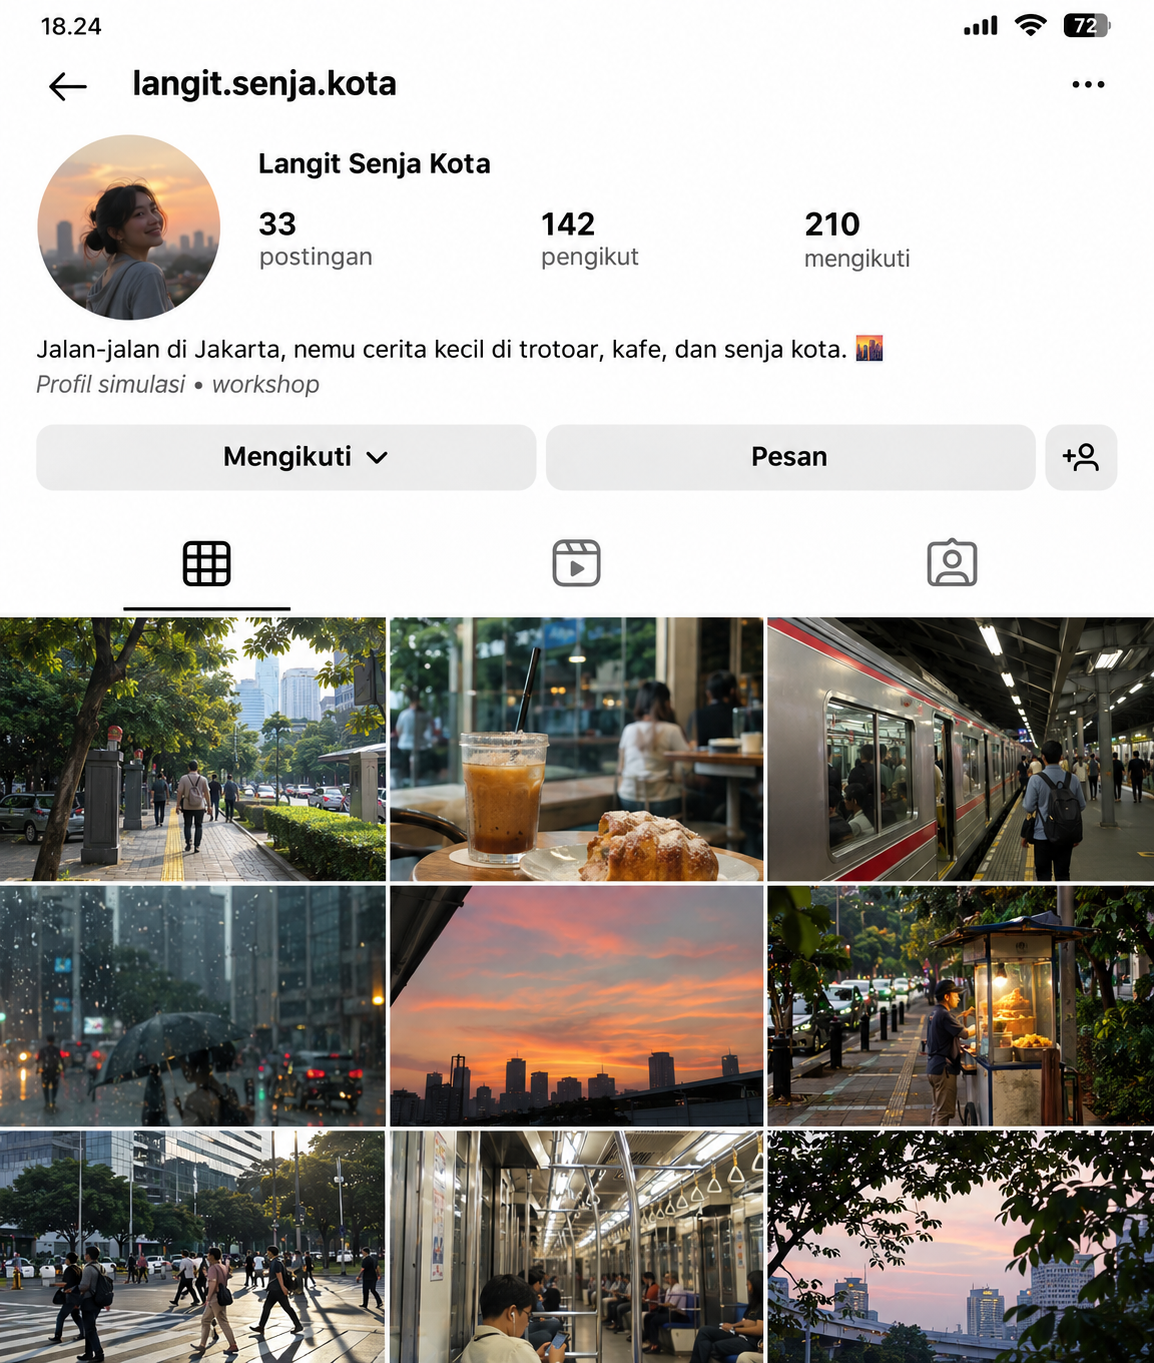 18.24
72
langit.senja.kota
Langit Senja Kota
33
142
210
postingan
pengikut
mengikuti
Jalan-jalan di Jakarta, nemu cerita kecil di trotoar, kafe, dan senja kota.
Profil simulasi • workshop
Mengikuti
Pesan